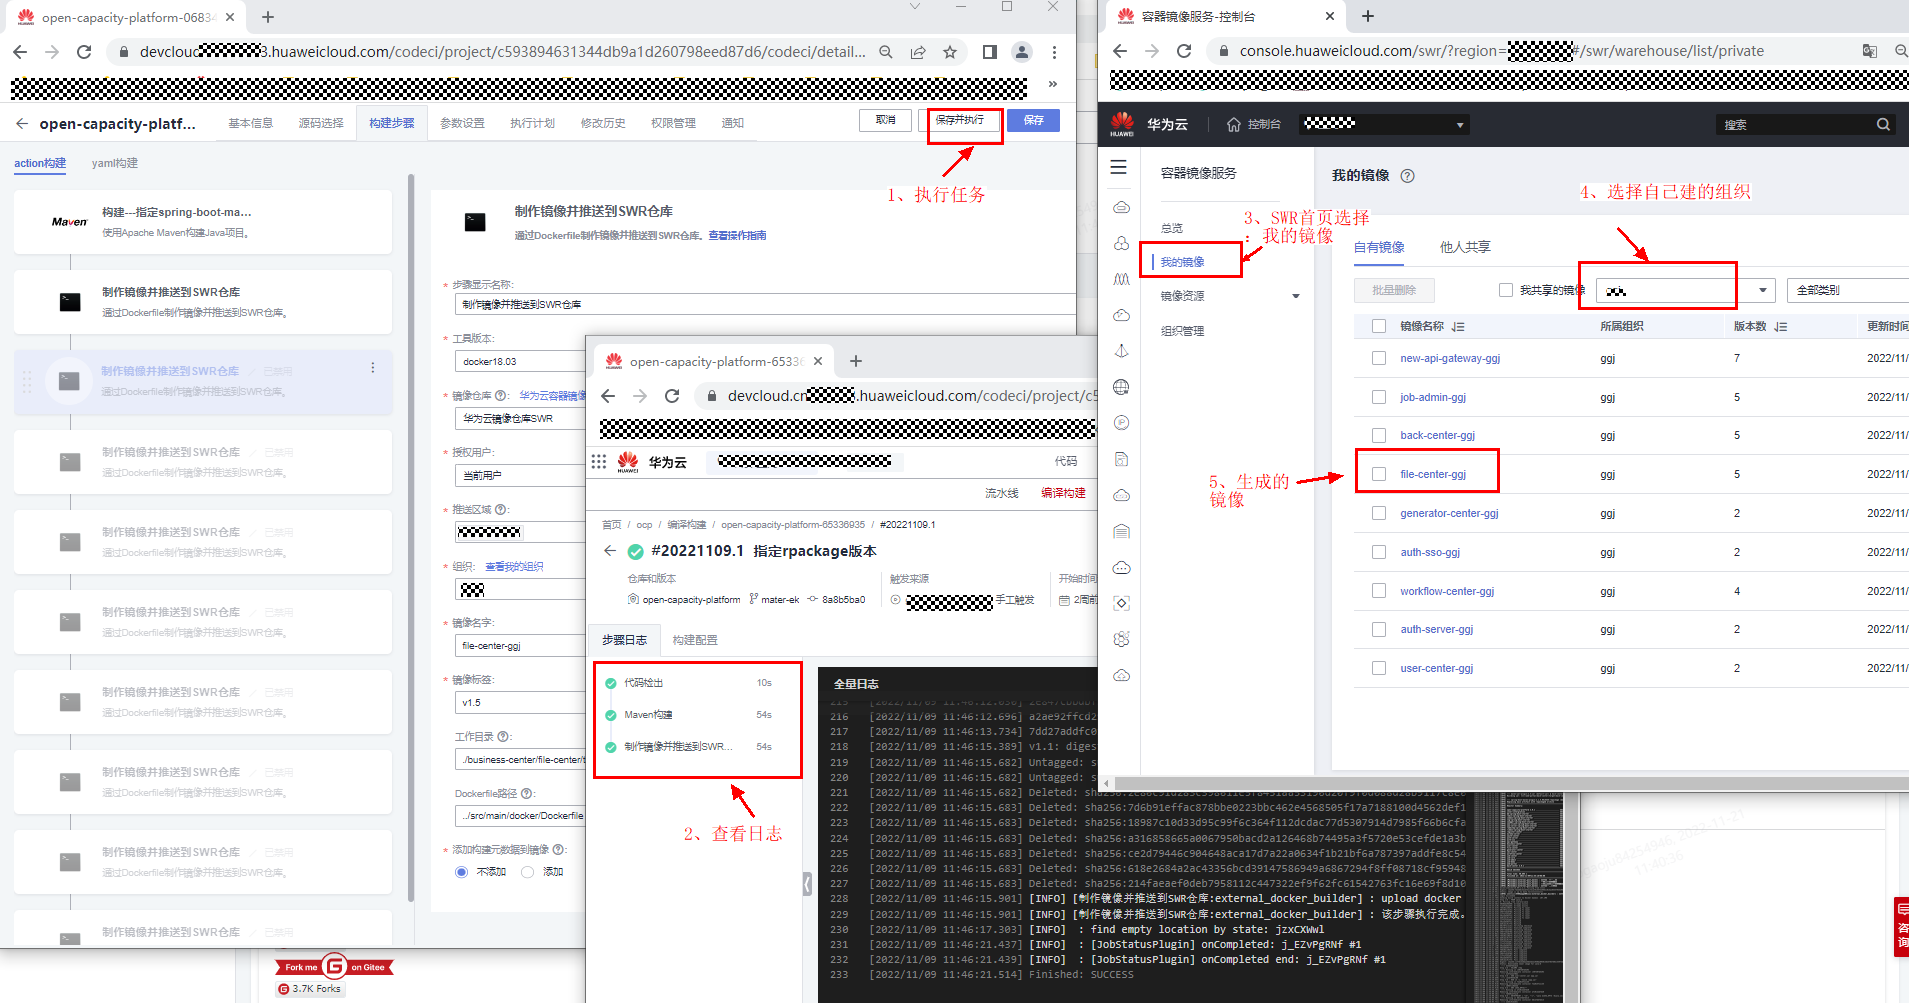 open-capacity-platform-0683
devcloud
3.huaweicloud.com/codeci/project/c593894631344db9a1d260798eed87d6/codeci/detail...
open-capacity-platf...
基本信息
源码选择
构建步骤
参数设置
执行计划
修改历史
权限管理
通知
取消
保存并执行
保存
1、执行任务
action构建
yaml构建
Maven
构建---指定spring-boot-ma...
使用Apache Maven构建Java项目。
制作镜像并推送到SWR仓库
通过Dockerfile制作镜像并推送到SWR仓库。
制作镜像并推送到SWR仓库
已禁用
通过Dockerfile制作镜像并推送到SWR仓库。
制作镜像并推送到SWR仓库
已禁用
通过Dockerfile制作镜像并推送到SWR仓库。
制作镜像并推送到SWR仓库
已禁用
通过Dockerfile制作镜像并推送到SWR仓库。
制作镜像并推送到SWR仓库
已禁用
通过Dockerfile制作镜像并推送到SWR仓库。
制作镜像并推送到SWR仓库
已禁用
通过Dockerfile制作镜像并推送到SWR仓库。
制作镜像并推送到SWR仓库
已禁用
通过Dockerfile制作镜像并推送到SWR仓库。
制作镜像并推送到SWR仓库
已禁用
通过Dockerfile制作镜像并推送到SWR仓库。
制作镜像并推送到SWR仓库
已禁用
制作镜像并推送到SWR仓库
通过Dockerfile制作镜像并推送到SWR仓库。查看操作指南
* 步骤显示名称:
制作镜像并推送到SWR仓库
* 工具版本:
docker18.03
* 镜像仓库 : 华为云容器镜像
华为云镜像仓库SWR
* 授权用户:
当前用户
* 推送区域 :
* 组织: 查看我的组织
* 镜像名字:
file-center-ggj
* 镜像标签:
v1.5
工作目录 :
./business-center/file-center/
Dockerfile路径 :
../src/main/docker/Dockerfile
* 添加构建元数据到镜像 :
不添加
添加
Fork me on Gitee
3.7K Forks
open-capacity-platform-6533
devcloud.cn
.huaweicloud.com/codeci/project/c5
HUAWEI
华为云
代码
流水线
编译构建
首页 / ocp / 编译构建 / open-capacity-platform-65336935 / #20221109.1
#20221109.1 指定rpackage版本
仓库和版本
触发来源
开始时间
open-capacity-platform
mater-ek
8a8b5ba0
手工触发
2周前
步骤日志
构建配置
代码检出 10s
Maven构建 54s
制作镜像并推送到SWR... 54s
2、查看日志
全量日志
216 [2022/11/09 11:46:12.696] a2ae92ffcd2
217 [2022/11/09 11:46:13.734] 7dd27addfc0
218 [2022/11/09 11:46:15.389] v1.1: diges
219 [2022/11/09 11:46:15.682] Untagged: s
220 [2022/11/09 11:46:15.682] Untagged: s
222 [2022/11/09 11:46:15.683] Deleted: sha256:7d6b91effac878bbe0223bbc462e4568505f17a7188100d4562def1
223 [2022/11/09 11:46:15.683] Deleted: sha256:18987c10d33d95c99f6c364f112dcdac77d5307914d7985f66b6cfa
224 [2022/11/09 11:46:15.683] Deleted: sha256:a316858665a0067950bacd2a126468b74495a3f5720e53cefde1a3b
225 [2022/11/09 11:46:15.683] Deleted: sha256:ce2d79446c904648aca17d7a22a0634f1b21bf6a787397addfe8c54
226 [2022/11/09 11:46:15.683] Deleted: sha256:618e2684a2ac43356bcd39147586949a6867294f8ff08718cf95948
227 [2022/11/09 11:46:15.683] Deleted: sha256:214faeaef0deb7958112c447322ef9f62fc61542763fc16e69f8d10
228 [2022/11/09 11:46:15.901] [INFO] [制作镜像并推送到SWR仓库:external_docker_builder] : upload docker
229 [2022/11/09 11:46:15.901] [INFO] [制作镜像并推送到SWR仓库:external_docker_builder] : 该步骤执行完成。
230 [2022/11/09 11:46:17.303] [INFO] : find empty location by state: jzxCXWwl
231 [2022/11/09 11:46:21.437] [INFO] : [JobStatusPlugin] onCompleted: j_EZvPgRNf #1
232 [2022/11/09 11:46:21.439] [INFO] : [JobStatusPlugin] onCompleted end: j_EZvPgRNf #1
233 [2022/11/09 11:46:21.514] Finished: SUCCESS
容器镜像服务-控制台
console.huaweicloud.com/swr/?region=
#/swr/warehouse/list/private
HUAWEI
华为云
控制台
搜索
容器镜像服务
总览
我的镜像
镜像资源
组织管理
3、SWR首页选择
：我的镜像
我的镜像
4、选择自己建的组织
自有镜像
他人共享
批量删除
我共享的镜像
全部类别
镜像名称 所属组织 版本数 更新时间
new-api-gateway-ggj ggj 7 2022/11/
job-admin-ggj ggj 5 2022/11/
back-center-ggj ggj 5 2022/11/
file-center-ggj ggj 5 2022/11/
generator-center-ggj ggj 2 2022/11/
auth-sso-ggj ggj 2 2022/11/
workflow-center-ggj ggj 4 2022/11/
auth-server-ggj ggj 2 2022/11/
user-center-ggj ggj 2 2022/11/
5、生成的
镜像
咨
询